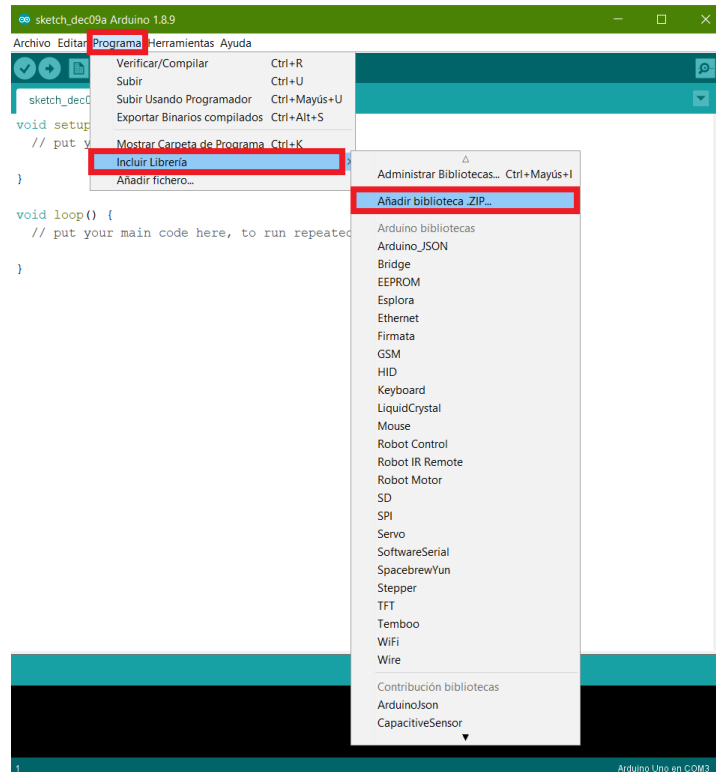 sketch_dec09a Arduino 1.8.9
Archivo Editar Programa Herramientas Ayuda
Verificar/Compilar Ctrl+R
Subir Ctrl+U
Subir Usando Programador Ctrl+Mayús+U
Exportar Binarios compilados Ctrl+Alt+S
Mostrar Carpeta de Programa Ctrl+K
Incluir Librería
Añadir fichero...
sketch_dec0
void setup
// put y
}
void loop() {
// put your main code here, to run repeated
}
Administrar Bibliotecas... Ctrl+Mayús+I
Añadir biblioteca .ZIP...
Arduino bibliotecas
Arduino_JSON
Bridge
EEPROM
Esplora
Ethernet
Firmata
GSM
HID
Keyboard
LiquidCrystal
Mouse
Robot Control
Robot IR Remote
Robot Motor
SD
SPI
Servo
SoftwareSerial
SpacebrewYun
Stepper
TFT
Temboo
WiFi
Wire
Contribución bibliotecas
ArduinoJson
CapacitiveSensor
1
Arduino Uno en COM3